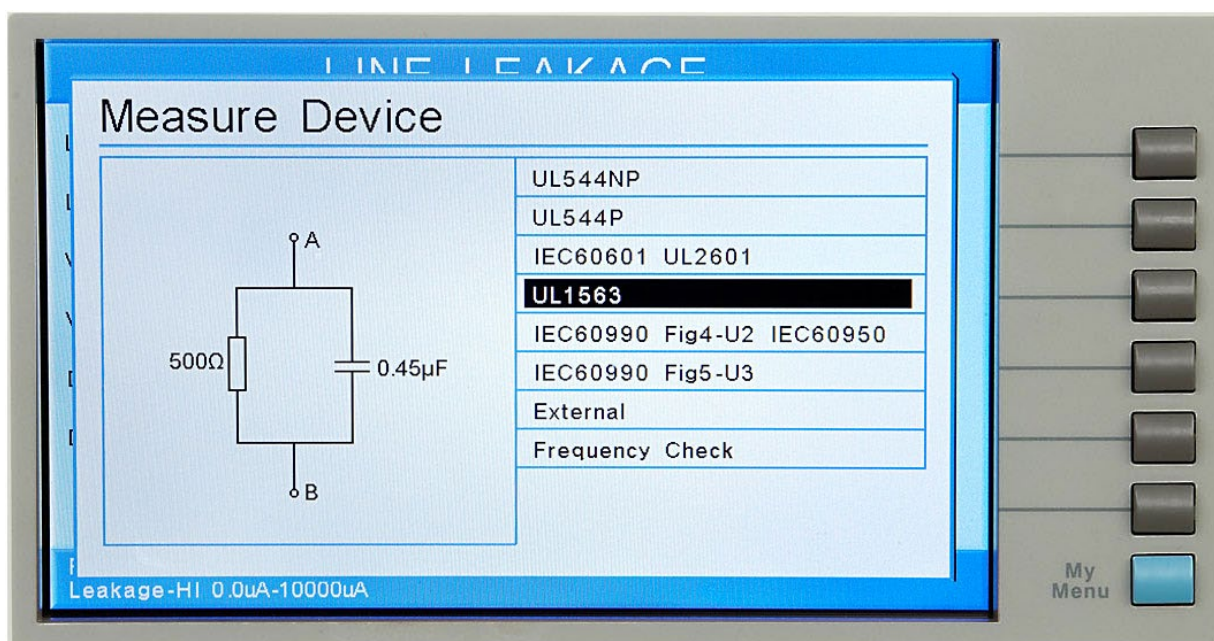 LINE LEAKAGE
Measure Device
UL544NP
UL544P
IEC60601 UL2601
UL1563
IEC60990 Fig4-U2 IEC60950
IEC60990 Fig5-U3
External
Frequency Check
A
500Ω
0.45µF
B
Leakage-HI 0.0uA-10000uA
My
Menu